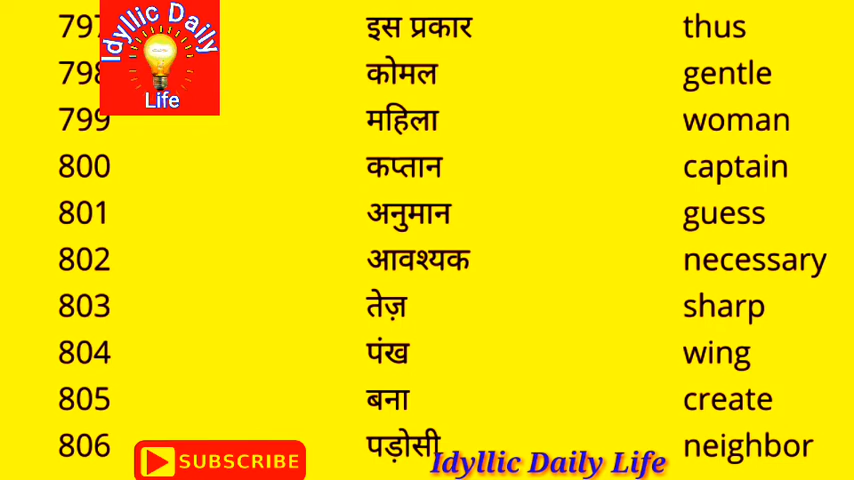 797 इस प्रकार thus
Idyllic Daily
Life
798 कोमल gentle
799 महिला woman
800 कप्तान captain
801 अनुमान guess
802 आवश्यक necessary
803 तेज़ sharp
804 पंख wing
805 बना create
806 पड़ोसी neighbor
SUBSCRIBE
Idyllic Daily Life